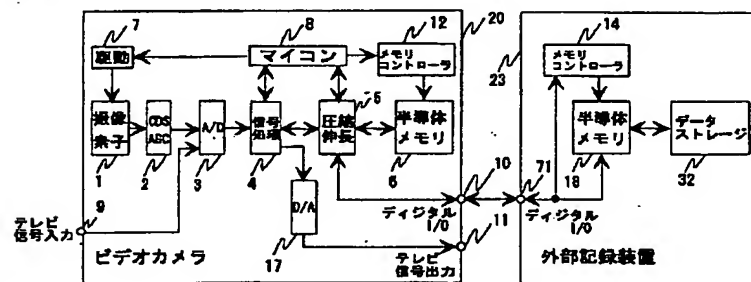 7
8
12
20
14
駆動
マイコン
メモリ
コントローラ
23
メモリ
コントローラ
撮像
素子
CDS
AGC
A/D
信号
処理
5
圧縮
伸長
半導体
メモリ
半導体
メモリ
データ
ストレージ
1
2
3
4
6
10
71
18
32
9
D/A
ディジタル
I/O
11
ディジタル
I/O
テレビ
信号入力
ビデオカメラ
17
テレビ
信号出力
外部記録装置